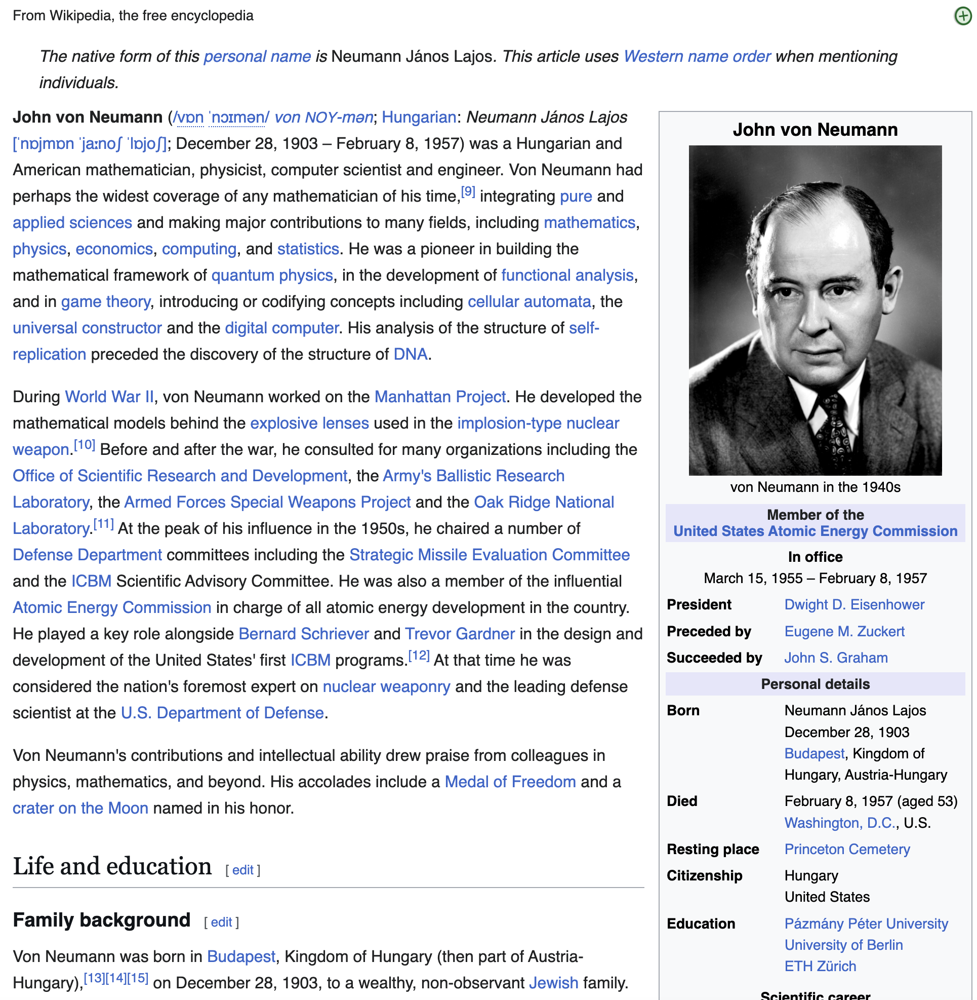 From Wikipedia, the free encyclopedia
The native form of this personal name is Neumann János Lajos. This article uses Western name order when mentioning
individuals.
John von Neumann (/vɒn ˈnɔɪmən/ von NOY-mən; Hungarian: Neumann János Lajos
[ˈnɒjmɒn ˈjaːnoʃ ˈlɒjoʃ]; December 28, 1903 – February 8, 1957) was a Hungarian and
American mathematician, physicist, computer scientist and engineer. Von Neumann had
perhaps the widest coverage of any mathematician of his time,[9] integrating pure and
applied sciences and making major contributions to many fields, including mathematics,
physics, economics, computing, and statistics. He was a pioneer in building the
mathematical framework of quantum physics, in the development of functional analysis,
and in game theory, introducing or codifying concepts including cellular automata, the
universal constructor and the digital computer. His analysis of the structure of self-
replication preceded the discovery of the structure of DNA.
During World War II, von Neumann worked on the Manhattan Project. He developed the
mathematical models behind the explosive lenses used in the implosion-type nuclear
weapon.[10] Before and after the war, he consulted for many organizations including the
Office of Scientific Research and Development, the Army's Ballistic Research
Laboratory, the Armed Forces Special Weapons Project and the Oak Ridge National
Laboratory.[11] At the peak of his influence in the 1950s, he chaired a number of
Defense Department committees including the Strategic Missile Evaluation Committee
and the ICBM Scientific Advisory Committee. He was also a member of the influential
Atomic Energy Commission in charge of all atomic energy development in the country.
He played a key role alongside Bernard Schriever and Trevor Gardner in the design and
development of the United States' first ICBM programs.[12] At that time he was
considered the nation's foremost expert on nuclear weaponry and the leading defense
scientist at the U.S. Department of Defense.
Von Neumann's contributions and intellectual ability drew praise from colleagues in
physics, mathematics, and beyond. His accolades include a Medal of Freedom and a
crater on the Moon named in his honor.
Life and education [ edit ]
Family background [ edit ]
Von Neumann was born in Budapest, Kingdom of Hungary (then part of Austria-
Hungary),[13][14][15] on December 28, 1903, to a wealthy, non-observant Jewish family.
John von Neumann
von Neumann in the 1940s
Member of the
United States Atomic Energy Commission
In office
March 15, 1955 – February 8, 1957
President Dwight D. Eisenhower
Preceded by Eugene M. Zuckert
Succeeded by John S. Graham
Personal details
Born Neumann János Lajos
December 28, 1903
Budapest, Kingdom of
Hungary, Austria-Hungary
Died February 8, 1957 (aged 53)
Washington, D.C., U.S.
Resting place Princeton Cemetery
Citizenship Hungary
United States
Education Pázmány Péter University
University of Berlin
ETH Zürich
Scientific career